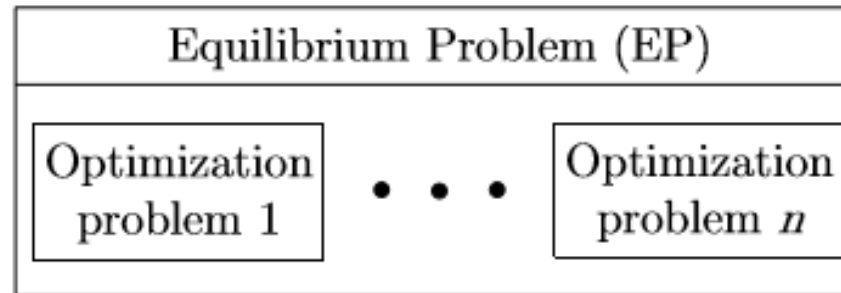 Equilibrium Problem (EP)
Optimization
problem 1
Optimization
problem n